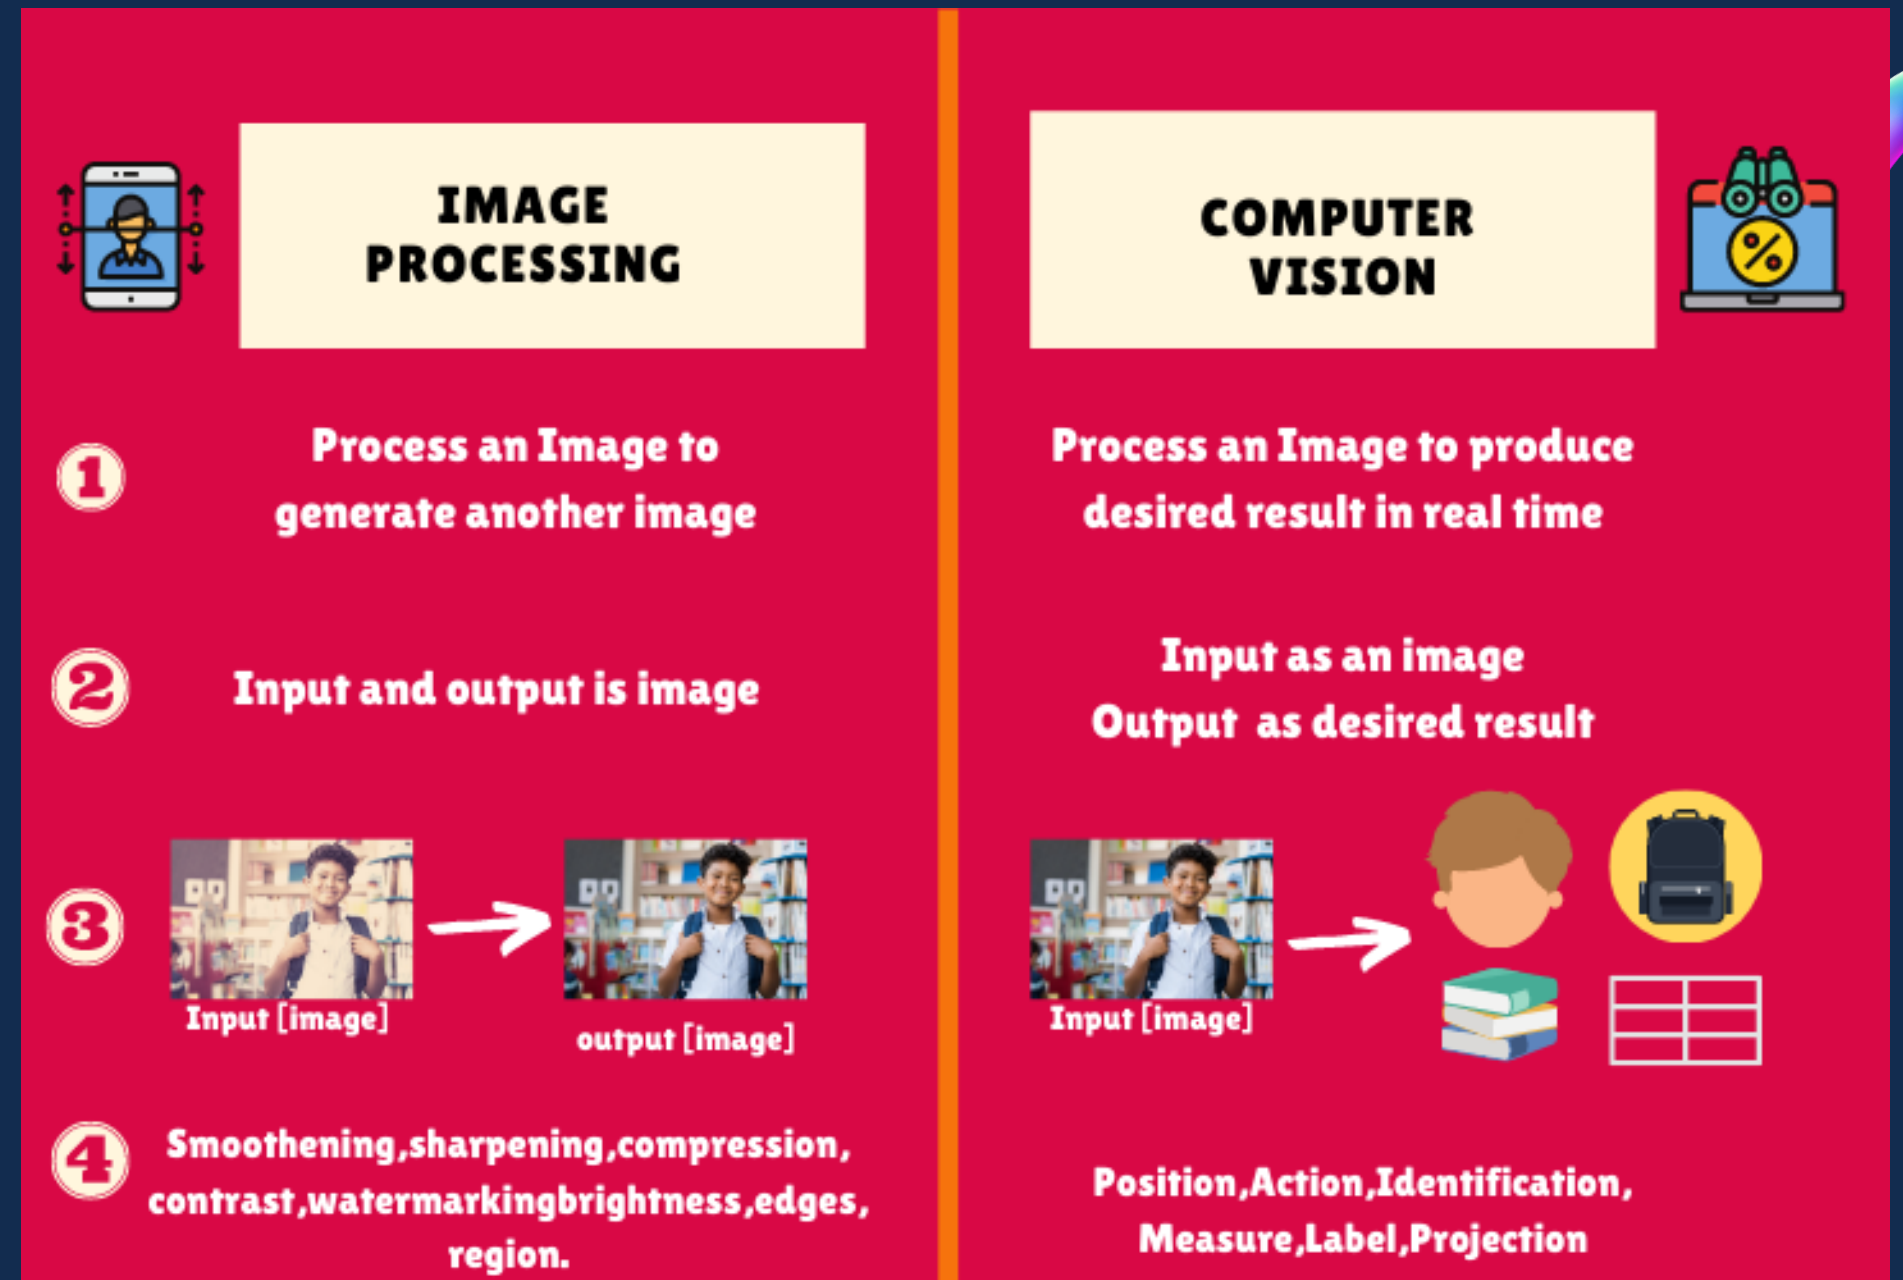 IMAGE
PROCESSING
COMPUTER
VISION
1
Process an Image to
generate another image
Process an Image to produce
desired result in real time
2
Input and output is image
Input as an image
Output as desired result
3
Input [image]
output [image]
Input [image]
4
Smoothening,sharpening,compression,
contrast,watermarkingbrightness,edges,
region.
Position,Action,Identification,
Measure,Label,Projection